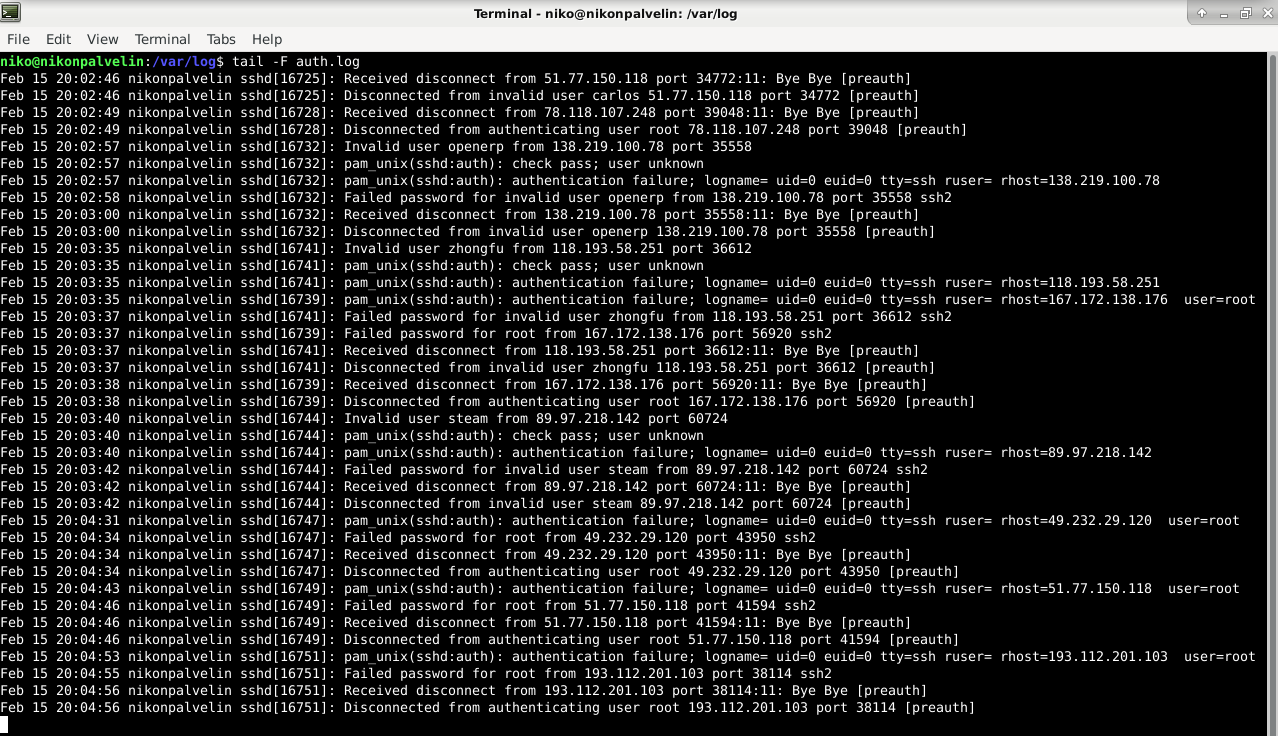 Terminal - niko@nikonpalvelin: /var/log
File Edit View Terminal Tabs Help
niko@nikonpalvelin:/var/log$ tail -F auth.log
Feb 15 20:02:46 nikonpalvelin sshd[16725]: Received disconnect from 51.77.150.118 port 34772:11: Bye Bye [preauth]
Feb 15 20:02:46 nikonpalvelin sshd[16725]: Disconnected from invalid user carlos 51.77.150.118 port 34772 [preauth]
Feb 15 20:02:49 nikonpalvelin sshd[16728]: Received disconnect from 78.118.107.248 port 39048:11: Bye Bye [preauth]
Feb 15 20:02:49 nikonpalvelin sshd[16728]: Disconnected from authenticating user root 78.118.107.248 port 39048 [preauth]
Feb 15 20:02:57 nikonpalvelin sshd[16732]: Invalid user openerp from 138.219.100.78 port 35558
Feb 15 20:02:57 nikonpalvelin sshd[16732]: pam_unix(sshd:auth): check pass; user unknown
Feb 15 20:02:57 nikonpalvelin sshd[16732]: pam_unix(sshd:auth): authentication failure; logname= uid=0 euid=0 tty=ssh ruser= rhost=138.219.100.78
Feb 15 20:02:58 nikonpalvelin sshd[16732]: Failed password for invalid user openerp from 138.219.100.78 port 35558 ssh2
Feb 15 20:03:00 nikonpalvelin sshd[16732]: Received disconnect from 138.219.100.78 port 35558:11: Bye Bye [preauth]
Feb 15 20:03:00 nikonpalvelin sshd[16732]: Disconnected from invalid user openerp 138.219.100.78 port 35558 [preauth]
Feb 15 20:03:35 nikonpalvelin sshd[16741]: Invalid user zhongfu from 118.193.58.251 port 36612
Feb 15 20:03:35 nikonpalvelin sshd[16741]: pam_unix(sshd:auth): check pass; user unknown
Feb 15 20:03:35 nikonpalvelin sshd[16741]: pam_unix(sshd:auth): authentication failure; logname= uid=0 euid=0 tty=ssh ruser= rhost=118.193.58.251
Feb 15 20:03:35 nikonpalvelin sshd[16739]: pam_unix(sshd:auth): authentication failure; logname= uid=0 euid=0 tty=ssh ruser= rhost=167.172.138.176  user=root
Feb 15 20:03:37 nikonpalvelin sshd[16741]: Failed password for invalid user zhongfu from 118.193.58.251 port 36612 ssh2
Feb 15 20:03:37 nikonpalvelin sshd[16739]: Failed password for root from 167.172.138.176 port 56920 ssh2
Feb 15 20:03:37 nikonpalvelin sshd[16741]: Received disconnect from 118.193.58.251 port 36612:11: Bye Bye [preauth]
Feb 15 20:03:37 nikonpalvelin sshd[16741]: Disconnected from invalid user zhongfu 118.193.58.251 port 36612 [preauth]
Feb 15 20:03:38 nikonpalvelin sshd[16739]: Received disconnect from 167.172.138.176 port 56920:11: Bye Bye [preauth]
Feb 15 20:03:38 nikonpalvelin sshd[16739]: Disconnected from authenticating user root 167.172.138.176 port 56920 [preauth]
Feb 15 20:03:40 nikonpalvelin sshd[16744]: Invalid user steam from 89.97.218.142 port 60724
Feb 15 20:03:40 nikonpalvelin sshd[16744]: pam_unix(sshd:auth): check pass; user unknown
Feb 15 20:03:40 nikonpalvelin sshd[16744]: pam_unix(sshd:auth): authentication failure; logname= uid=0 euid=0 tty=ssh ruser= rhost=89.97.218.142
Feb 15 20:03:42 nikonpalvelin sshd[16744]: Failed password for invalid user steam from 89.97.218.142 port 60724 ssh2
Feb 15 20:03:42 nikonpalvelin sshd[16744]: Received disconnect from 89.97.218.142 port 60724:11: Bye Bye [preauth]
Feb 15 20:03:42 nikonpalvelin sshd[16744]: Disconnected from invalid user steam 89.97.218.142 port 60724 [preauth]
Feb 15 20:04:31 nikonpalvelin sshd[16747]: pam_unix(sshd:auth): authentication failure; logname= uid=0 euid=0 tty=ssh ruser= rhost=49.232.29.120  user=root
Feb 15 20:04:34 nikonpalvelin sshd[16747]: Failed password for root from 49.232.29.120 port 43950 ssh2
Feb 15 20:04:34 nikonpalvelin sshd[16747]: Received disconnect from 49.232.29.120 port 43950:11: Bye Bye [preauth]
Feb 15 20:04:34 nikonpalvelin sshd[16747]: Disconnected from authenticating user root 49.232.29.120 port 43950 [preauth]
Feb 15 20:04:43 nikonpalvelin sshd[16749]: pam_unix(sshd:auth): authentication failure; logname= uid=0 euid=0 tty=ssh ruser= rhost=51.77.150.118  user=root
Feb 15 20:04:46 nikonpalvelin sshd[16749]: Failed password for root from 51.77.150.118 port 41594 ssh2
Feb 15 20:04:46 nikonpalvelin sshd[16749]: Received disconnect from 51.77.150.118 port 41594:11: Bye Bye [preauth]
Feb 15 20:04:46 nikonpalvelin sshd[16749]: Disconnected from authenticating user root 51.77.150.118 port 41594 [preauth]
Feb 15 20:04:53 nikonpalvelin sshd[16751]: pam_unix(sshd:auth): authentication failure; logname= uid=0 euid=0 tty=ssh ruser= rhost=193.112.201.103  user=root
Feb 15 20:04:55 nikonpalvelin sshd[16751]: Failed password for root from 193.112.201.103 port 38114 ssh2
Feb 15 20:04:56 nikonpalvelin sshd[16751]: Received disconnect from 193.112.201.103 port 38114:11: Bye Bye [preauth]
Feb 15 20:04:56 nikonpalvelin sshd[16751]: Disconnected from authenticating user root 193.112.201.103 port 38114 [preauth]